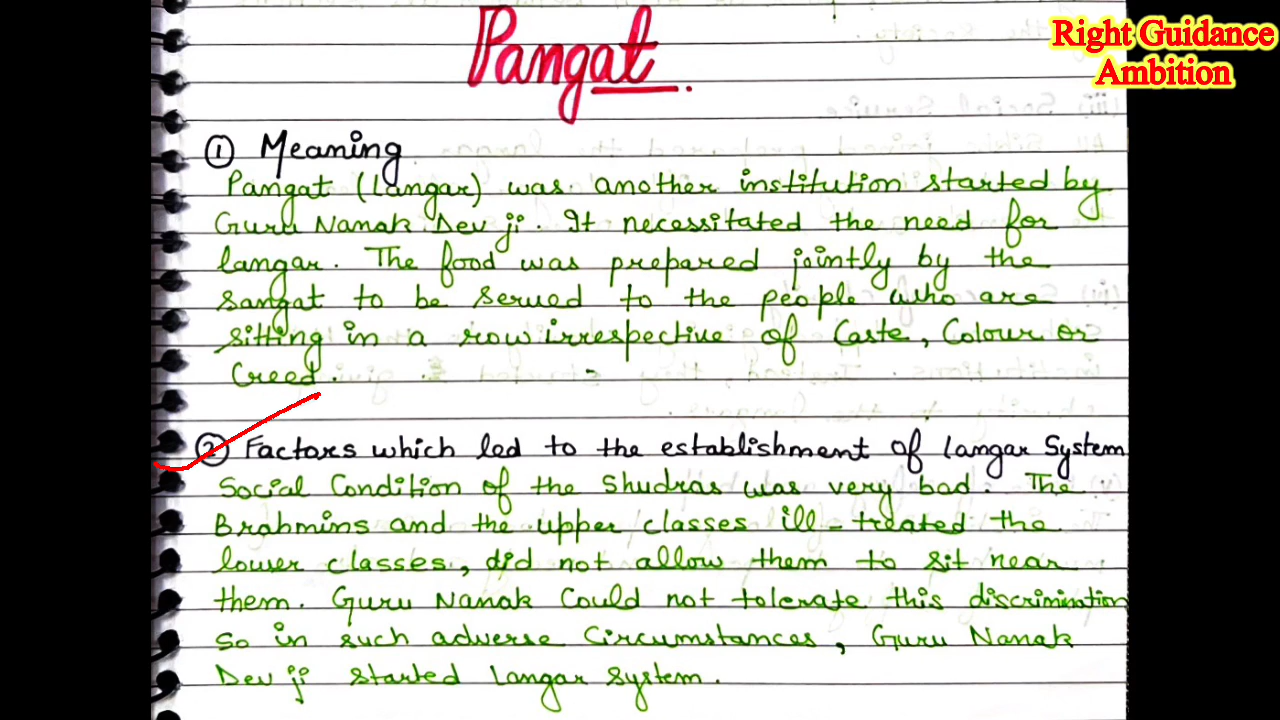 Pangat
Right Guidance
Ambition
① Meaning
Pangat (Langar) was another institution started by
Guru Nanak Dev ji. It necessitated the need for
langar. The food was prepared jointly by the
sangat to be served to the people who are
sitting in a row irrespective of Caste, Colour or
Creed.
② Factors which led to the establishment of Langar System
Social Condition of the Shudras was very bad. The
Brahmins and the upper classes ill-treated the
lower classes, did not allow them to sit near
them. Guru Nanak Could not tolerate this discrimination
so in such adverse Circumstances, Guru Nanak
Dev ji started Langar System.